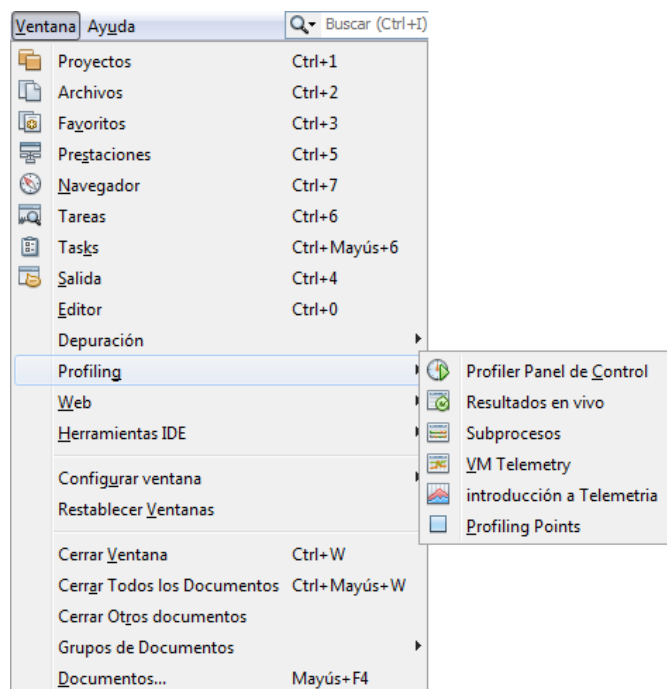 Ventana Ayuda Buscar (Ctrl+I)
Proyectos Ctrl+1
Archivos Ctrl+2
Favoritos Ctrl+3
Prestaciones Ctrl+5
Navegador Ctrl+7
Tareas Ctrl+6
Tasks Ctrl+Mayús+6
Salida Ctrl+4
Editor Ctrl+0
Depuración
Profiling
Web
Herramientas IDE
Configurar ventana
Restablecer Ventanas
Cerrar Ventana Ctrl+W
Cerrar Todos los Documentos Ctrl+Mayús+W
Cerrar Otros documentos
Grupos de Documentos
Documentos... Mayús+F4
Profiler Panel de Control
Resultados en vivo
Subprocesos
VM Telemetry
introducción a Telemetria
Profiling Points